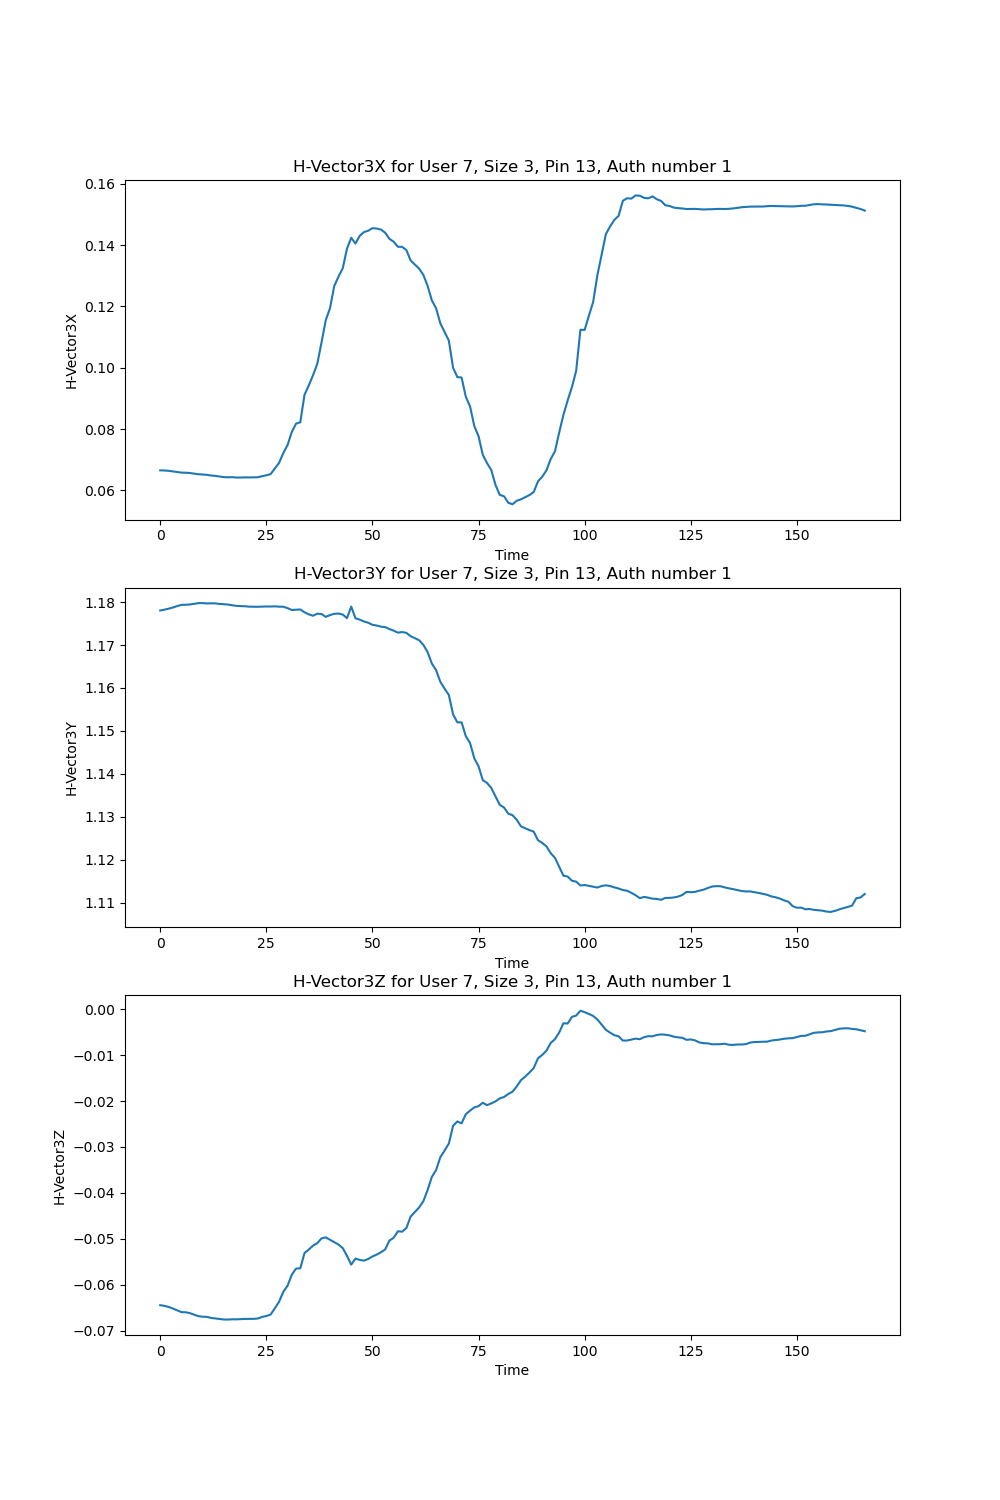 H-Vector3X for User 7, Size 3, Pin 13, Auth number 1
0.16
0.14
0.12
0.10
0.08
0.06
H-Vector3X
0 25 50 75 100 125 150
Time
H-Vector3Y for User 7, Size 3, Pin 13, Auth number 1
1.18
1.17
1.16
1.15
1.14
1.13
1.12
1.11
H-Vector3Y
0 25 50 75 100 125 150
Time
H-Vector3Z for User 7, Size 3, Pin 13, Auth number 1
0.00
−0.01
−0.02
−0.03
−0.04
−0.05
−0.06
−0.07
H-Vector3Z
0 25 50 75 100 125 150
Time